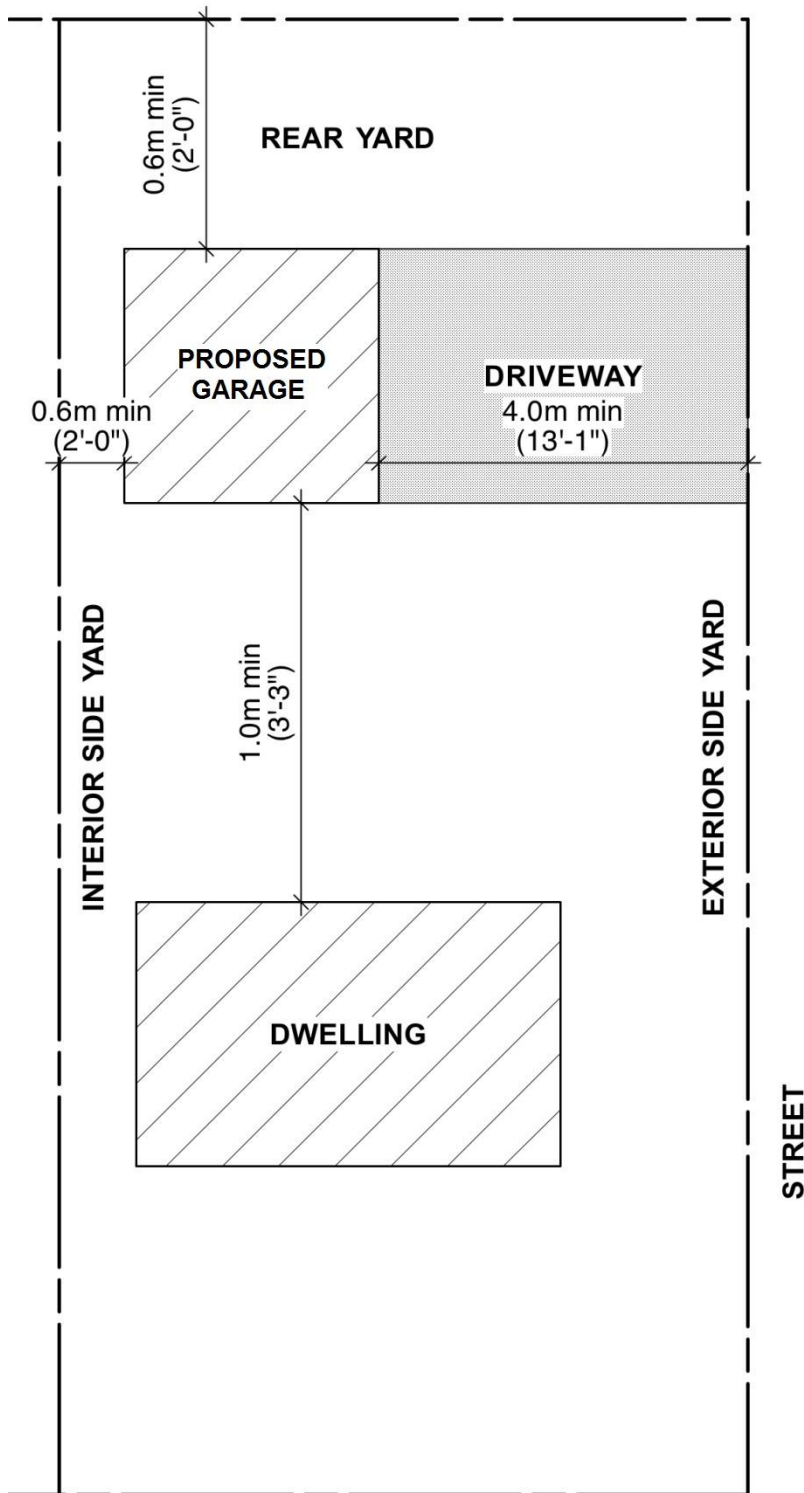 0.6m min
(2'-0")
REAR YARD
PROPOSED
GARAGE
DRIVEWAY
0.6m min
(2'-0")
4.0m min
(13'-1")
INTERIOR SIDE YARD
1.0m min
(3'-3")
EXTERIOR SIDE YARD
DWELLING
STREET